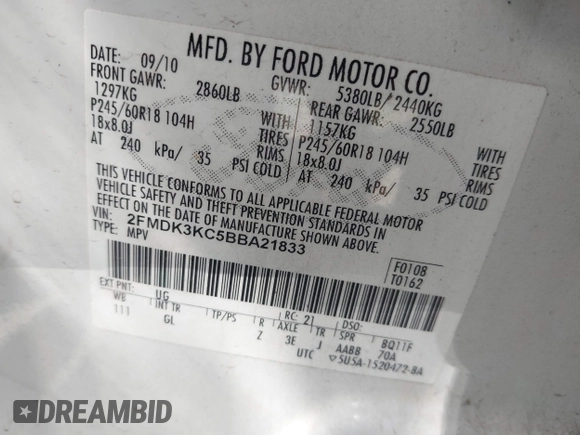 MFD. BY FORD MOTOR CO.
09/10 GVWR: 5380LB/ 2440KG
FRONT GAWR: 2860LB REAR GAWR: 2550LB
1297KG WITH 1157KG WITH
P245/60R18 104H TIRES P245/60R18 104H TIRES
18x8.0J RIMS 18x8.0J RIMS
AT 240 kPa/ 35 PSI COLD AT 240 kPa/ 35 PSI COLD
THIS VEHICLE CONFORMS TO ALL APPLICABLE FEDERAL MOTOR
VEHICLE SAFETY AND THEFT PREVENTION STANDARDS IN
EFFECT ON THE DATE OF MANUFACTURE SHOWN ABOVE.
VIN: 2FMDK3KC5BBA21833
TYPE: MPV
F0108
T0162
EXT PNT: UG RC: 21 DSO:
WB INT TR TP/PS R AXLE TR SPR BQ11F
111 GL Z 3E J AABB 70A
UTC ▽5U5A-1520472-BA
DREAMBID